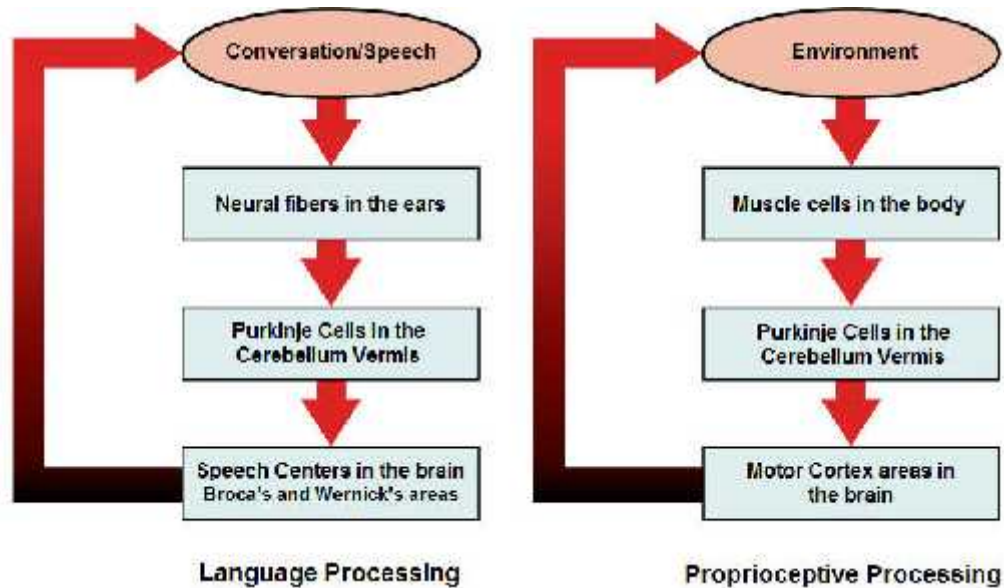 Conversation/Speech
Neural fibers in the ears
Purkinje Cells in the
Cerebellum Vermis
Speech Centers in the brain
Broca's and Wernick's areas
Language Processing
Environment
Muscle cells in the body
Purkinje Cells in the
Cerebellum Vermis
Motor Cortex areas in
the brain
Proprioceptive Processing